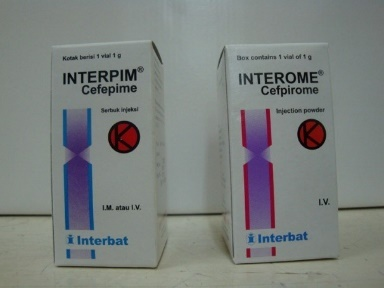 Kotak berisi 1 vial 1 g
INTERPIM®
Cefepime
Serbuk injeksi
K
I.M. atau I.V.
Interbat
Box contains 1 vial of 1 g
INTEROME®
Cefpirome
Injection powder
K
I.V.
Interbat